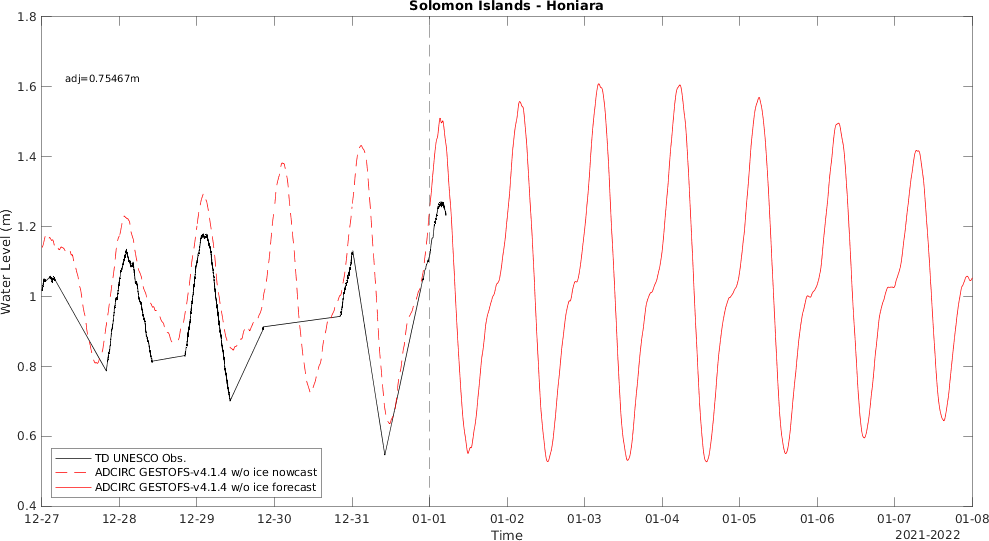 Solomon Islands - Honiara
1.8
1.6
1.4
1.2
1
0.8
0.6
0.4
Water Level (m)
adj=0.75467m
TD UNESCO Obs.
ADCIRC GESTOFS-v4.1.4 w/o ice nowcast
ADCIRC GESTOFS-v4.1.4 w/o ice forecast
12-27 12-28 12-29 12-30 12-31 01-01 01-02 01-03 01-04 01-05 01-06 01-07 01-08
Time
2021-2022